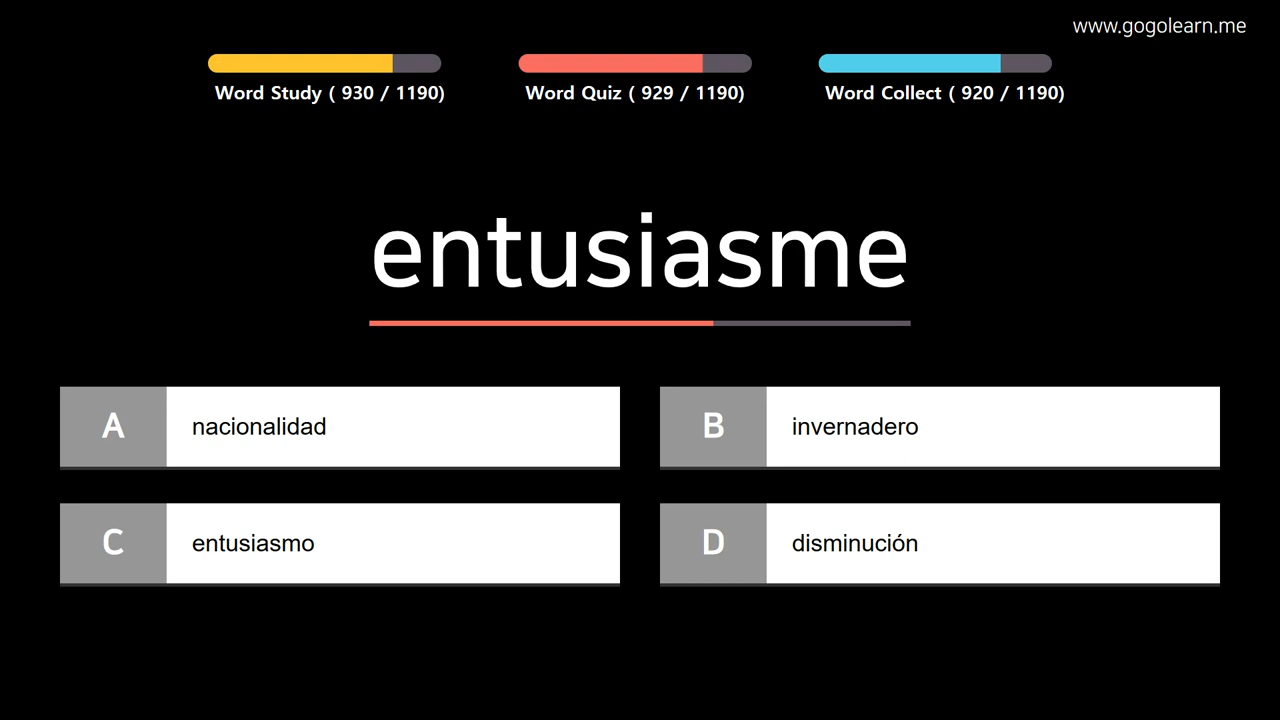 www.gogolearn.me
Word Study ( 930 / 1190)
Word Quiz ( 929 / 1190)
Word Collect ( 920 / 1190)
entusiasme
A nacionalidad
B invernadero
C entusiasmo
D disminución